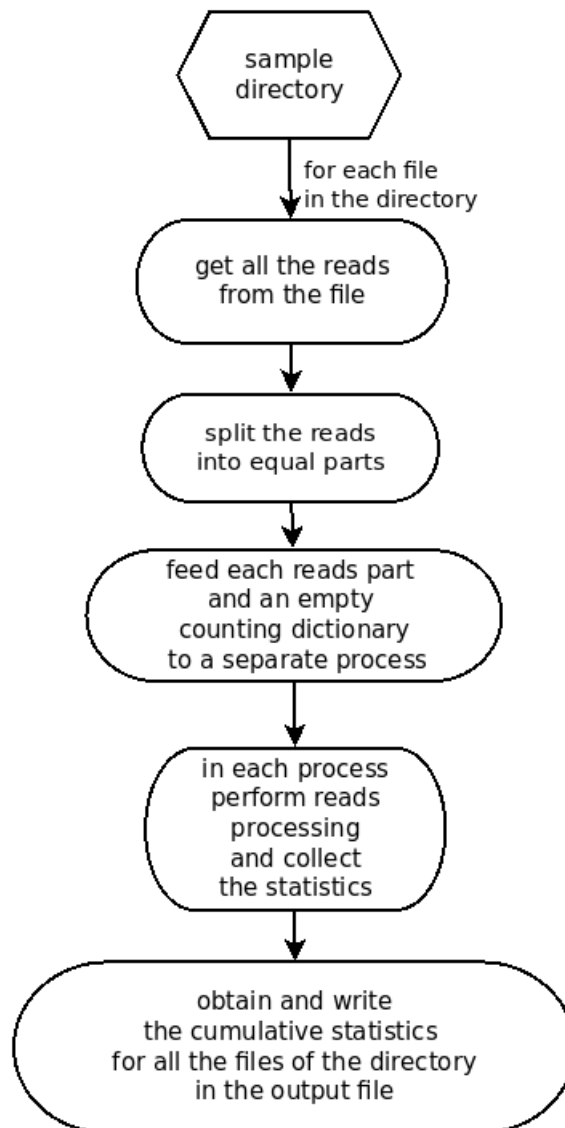 sample
directory
for each file
in the directory
get all the reads
from the file
split the reads
into equal parts
feed each reads part
and an empty
counting dictionary
to a separate process
in each process
perform reads
processing
and collect
the statistics
obtain and write
the cumulative statistics
for all the files of the directory
in the output file